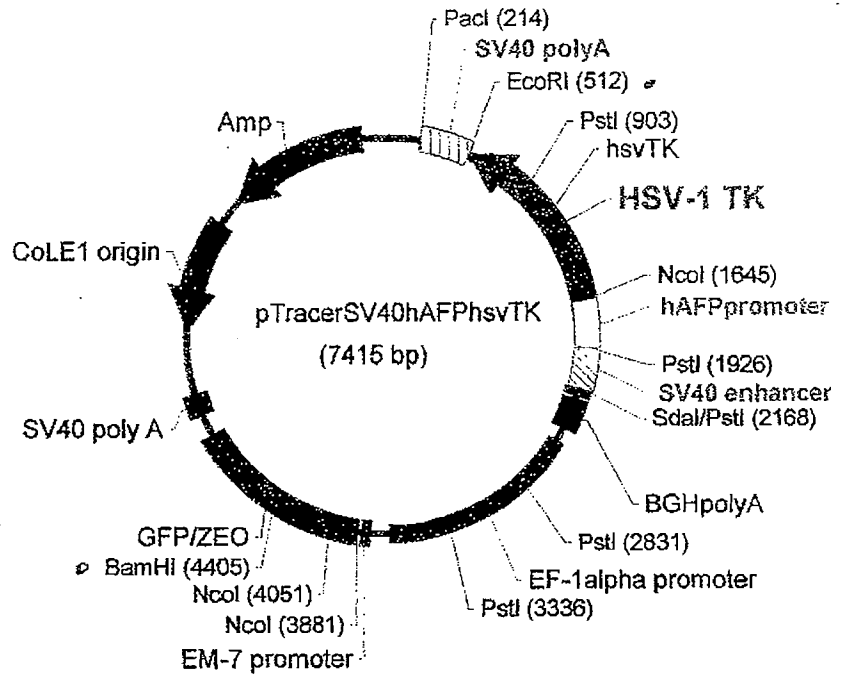 PacI (214)
SV40 polyA
EcoRI (512)
PstI (903)
hsvTK
HSV-1 TK
NcoI (1645)
hAFPpromoter
PstI (1926)
SV40 enhancer
SdaI/PstI (2168)
BGHpolyA
PstI (2831)
EF-1alpha promoter
PstI (3336)
EM-7 promoter
NcoI (3881)
NcoI (4051)
BamHI (4405)
GFP/ZEO
SV40 poly A
CoLE1 origin
Amp
pTracerSV40hAFPhsvTK
(7415 bp)